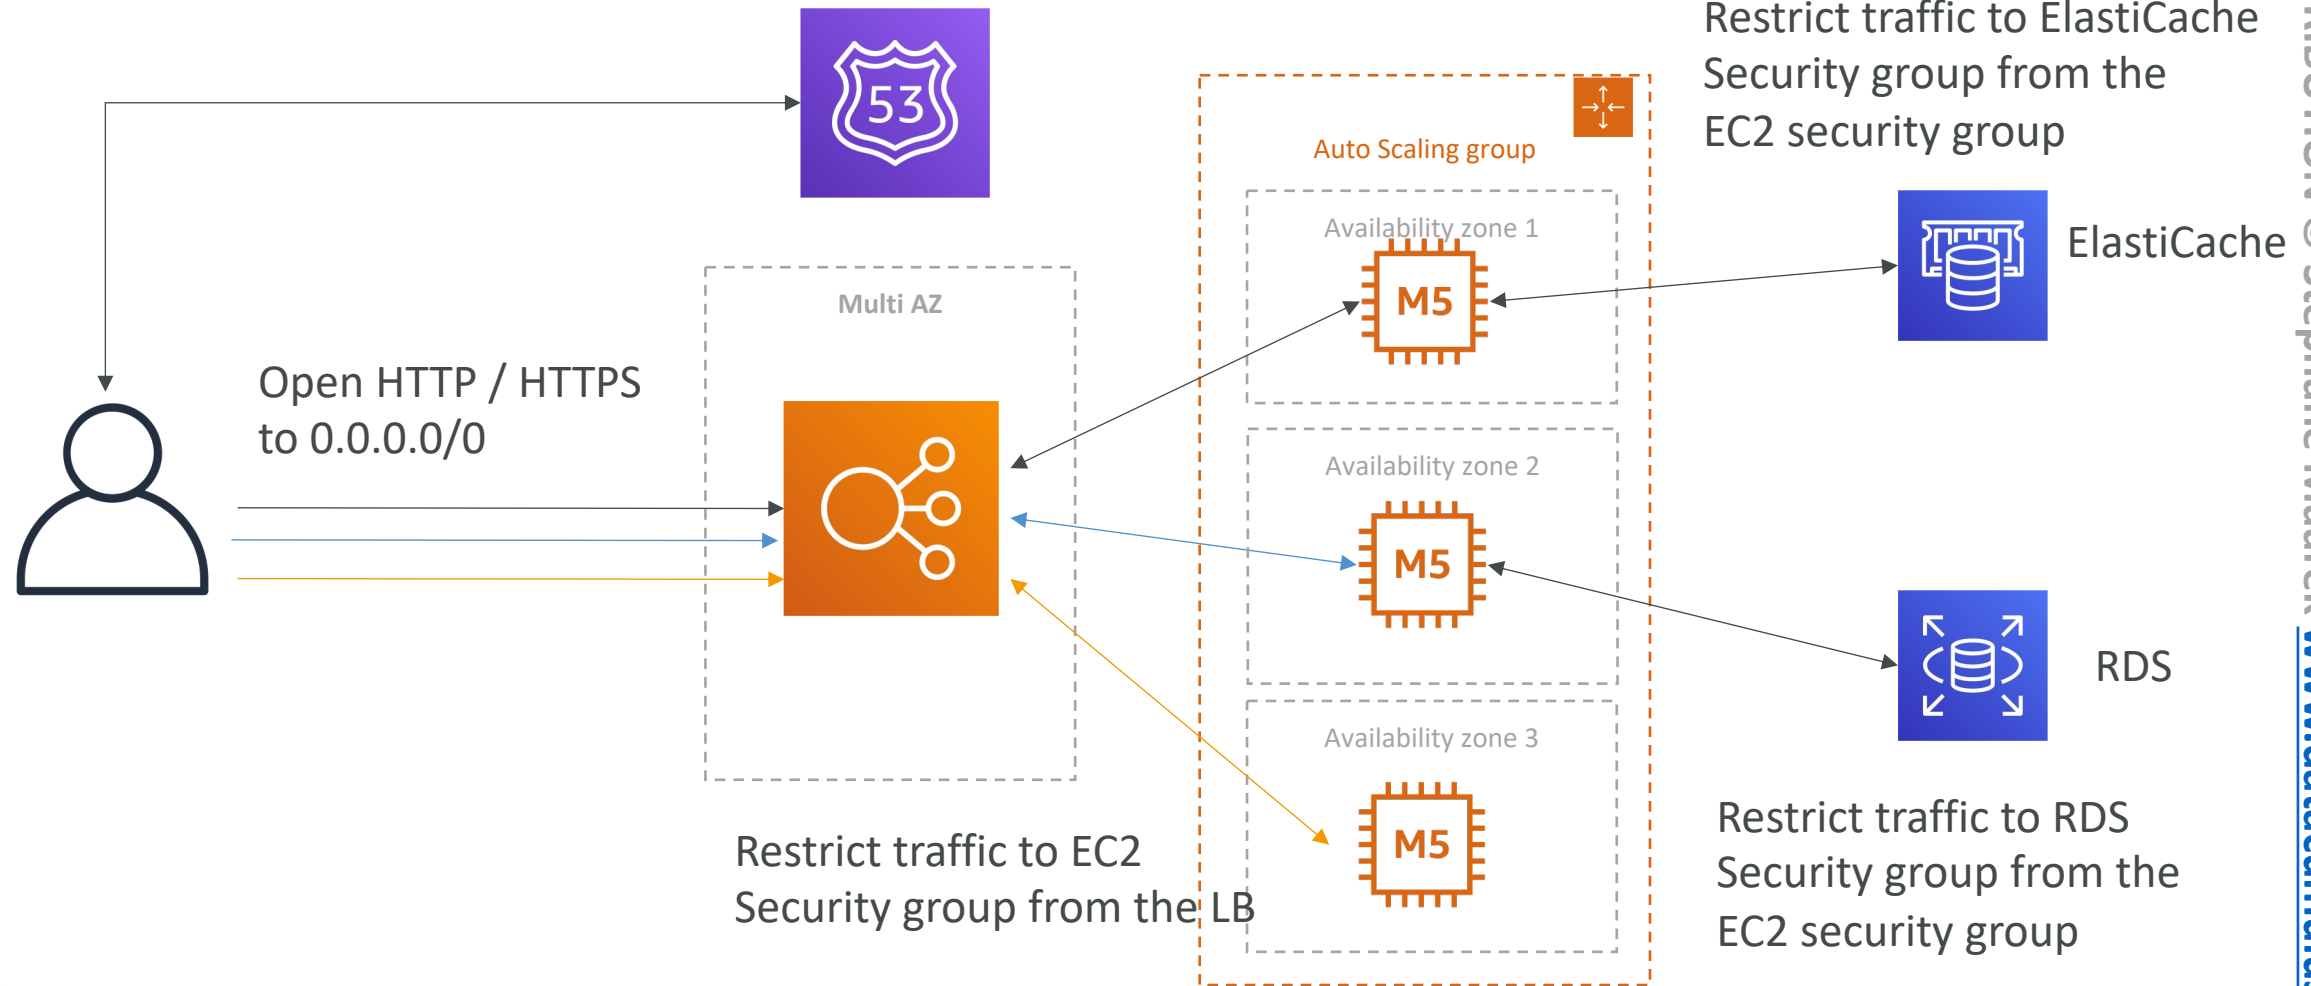 Restrict traffic to ElastiCache
Security group from the
EC2 security group
53
Auto Scaling group
Availability zone 1
M5
ElastiCache
Multi AZ
Open HTTP / HTTPS
to 0.0.0.0/0
Availability zone 2
M5
RDS
Availability zone 3
M5
Restrict traffic to EC2
Security group from the LB
Restrict traffic to RDS
Security group from the
EC2 security group